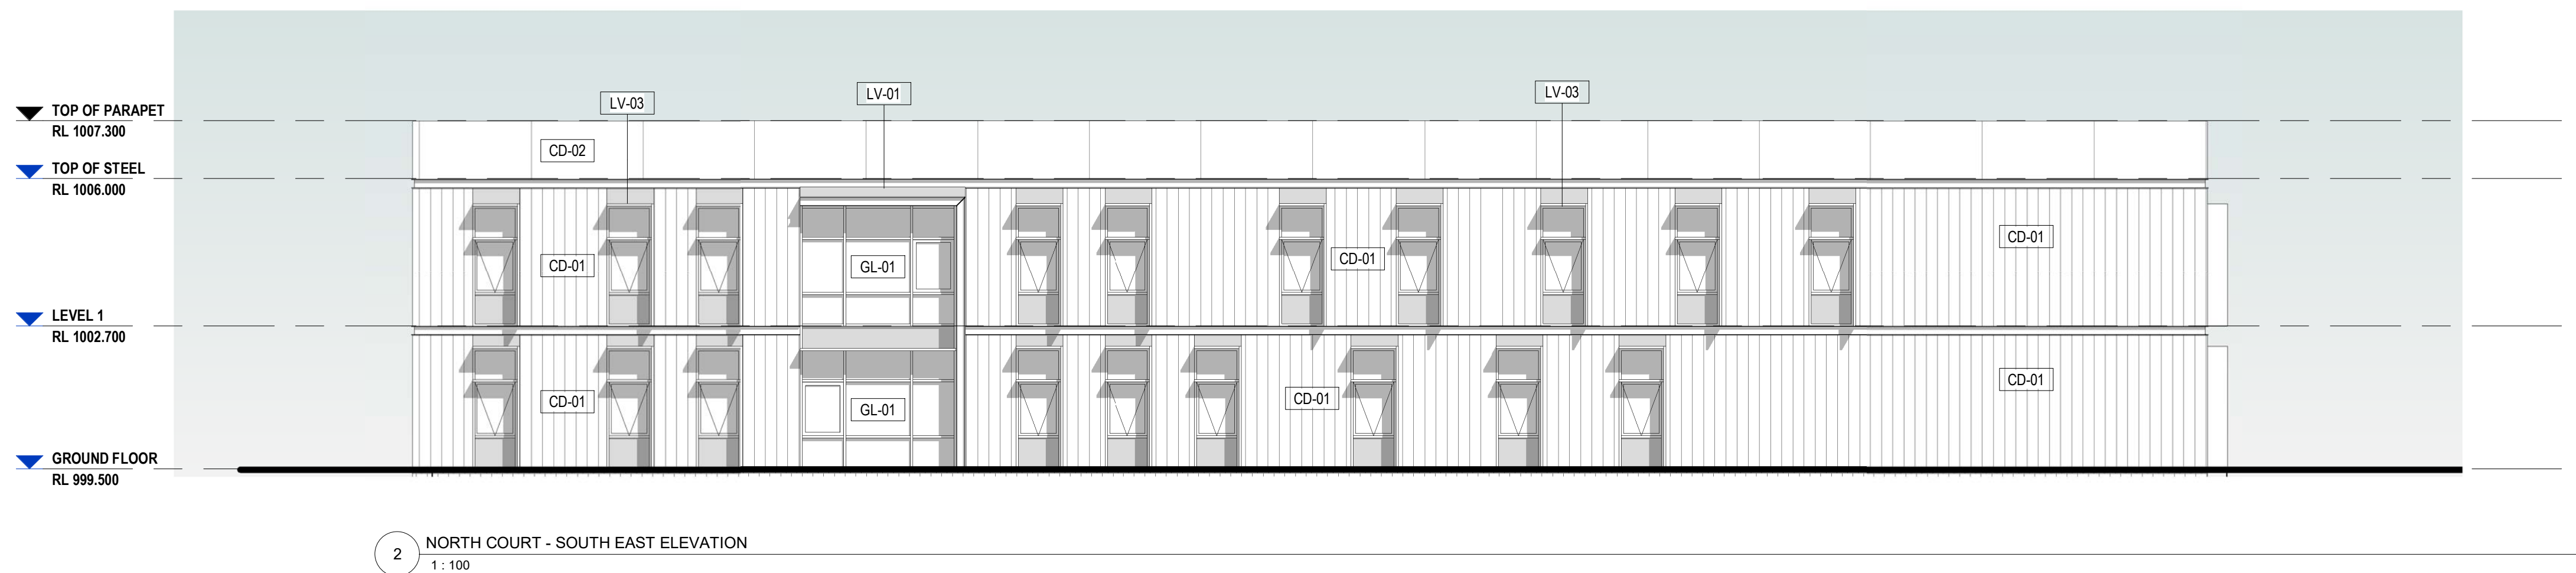 LV-01
LV-03
LV-03
TOP OF PARAPET
RL 1007.300
CD-02
TOP OF STEEL
RL 1006.000
CD-01
CD-01
GL-01
CD-01
LEVEL 1
RL 1002.700
CD-01
CD-01
GL-01
CD-01
GROUND FLOOR
RL 999.500
2
NORTH COURT - SOUTH EAST ELEVATION
1 : 100